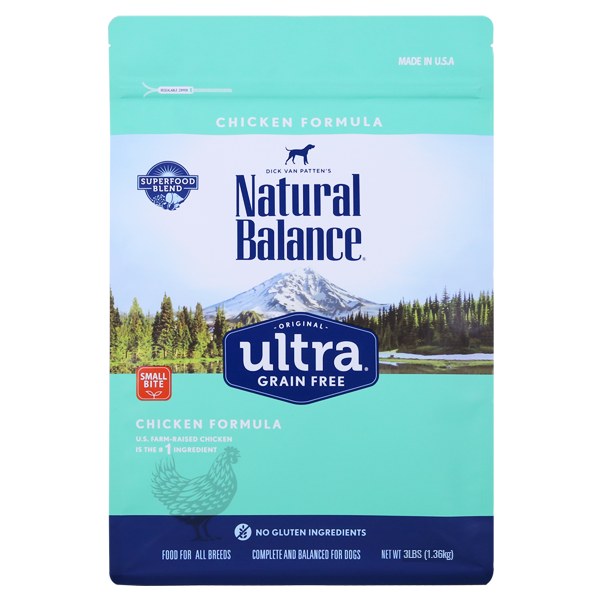 MADE IN U.S.A
RESEALABLE ZIPPER
CHICKEN FORMULA
DICK VAN PATTEN'S
Natural
Balance®
SUPERFOOD
BLEND
-ORIGINAL-
ultra®
GRAIN FREE
SMALL
BITE
CHICKEN FORMULA
U.S. FARM-RAISED CHICKEN
IS THE #1 INGREDIENT
NO GLUTEN INGREDIENTS
FOOD FOR ALL BREEDS COMPLETE AND BALANCED FOR DOGS NET WT 3LBS (1.36kg)